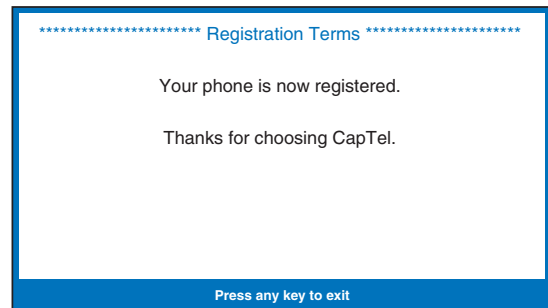 *********************** Registration Terms **********************
Your phone is now registered.
Thanks for choosing CapTel.
Press any key to exit